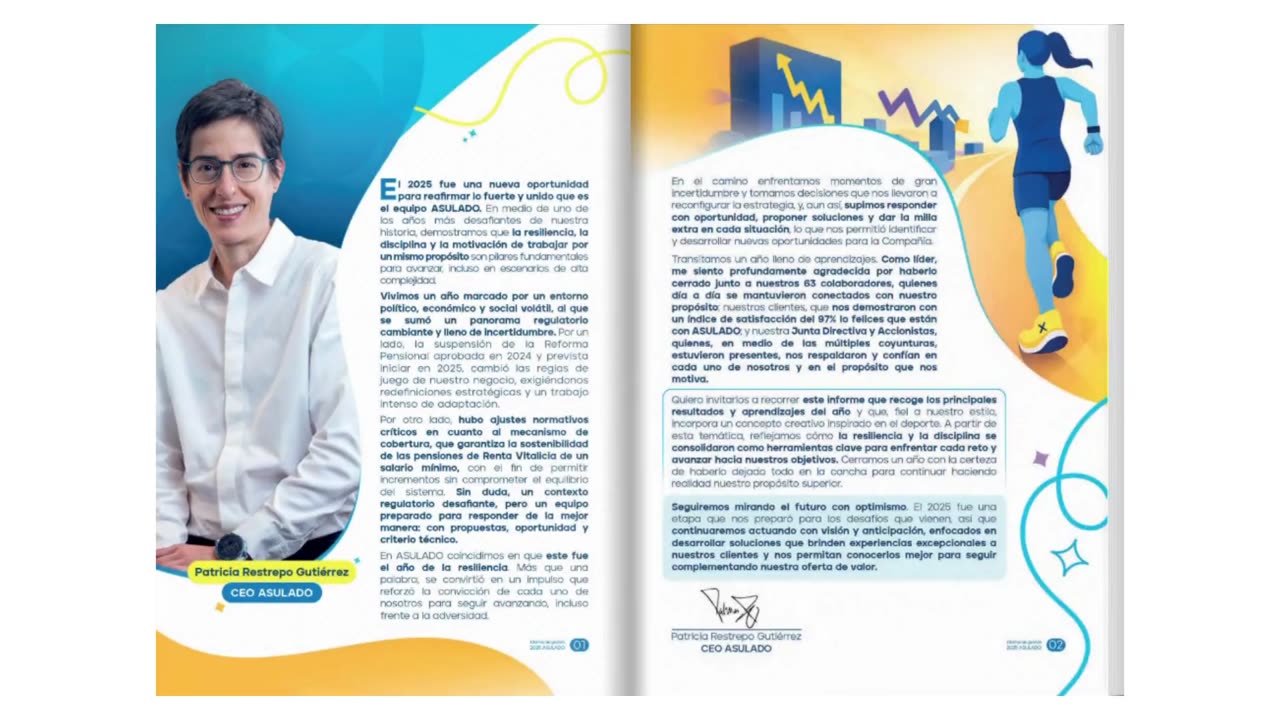 El 2025 fue una nueva oportunidad
para reafirmar lo fuerte y unido que es
el equipo ASULADO. En medio de uno de
los años más desafiantes de nuestra
historia, demostramos que la resiliencia, la
disciplina y la motivación de trabajar por
un mismo propósito son pilares fundamentales
para avanzar, incluso en escenarios de alta
complejidad.
Vivimos un año marcado por un entorno
político, económico y social volátil, al que
se sumó un panorama regulatorio
cambiante y lleno de incertidumbre. Por un
lado, la suspensión de la Reforma
Pensional aprobada en 2024 y prevista
iniciar en 2025, cambió las reglas de
juego de nuestro negocio, exigiéndonos
redefiniciones estratégicas y un trabajo
intenso de adaptación.
Por otro lado, hubo ajustes normativos
críticos en cuanto al mecanismo de
cobertura, que garantiza la sostenibilidad
de las pensiones de Renta Vitalicia de un
salario mínimo, con el fin de permitir
incrementos sin comprometer el equilibrio
del sistema. Sin duda, un contexto
regulatorio desafiante, pero un equipo
preparado para responder de la mejor
manera: con propuestas, oportunidad y
criterio técnico.
En ASULADO coincidimos en que este fue
el año de la resiliencia. Más que una
palabra, se convirtió en un impulso que
reforzó la convicción de cada uno de
nosotros para seguir avanzando, incluso
frente a la adversidad.
Patricia Restrepo Gutiérrez
CEO ASULADO
Informe de gestión
2025 ASULADO
01
En el camino enfrentamos momentos de gran
incertidumbre y tomamos decisiones que nos llevaron a
reconfigurar la estrategia, y, aun así, supimos responder
con oportunidad, proponer soluciones y dar la milla
extra en cada situación, lo que nos permitió identificar
y desarrollar nuevas oportunidades para la Compañía.
Transitamos un año lleno de aprendizajes. Como líder,
me siento profundamente agradecida por haberlo
cerrado junto a nuestros 63 colaboradores, quienes
día a día se mantuvieron conectados con nuestro
propósito; nuestros clientes, que nos demostraron con
un índice de satisfacción del 97% lo felices que están
con ASULADO; y nuestra Junta Directiva y Accionistas,
quienes, en medio de las múltiples coyunturas,
estuvieron presentes, nos respaldaron y confían en
cada uno de nosotros y en el propósito que nos
motiva.
Quiero invitarlos a recorrer este informe que recoge los principales
resultados y aprendizajes del año y que, fiel a nuestro estilo,
incorpora un concepto creativo inspirado en el deporte. A partir de
esta temática, reflejamos cómo la resiliencia y la disciplina se
consolidaron como herramientas clave para enfrentar cada reto y
avanzar hacia nuestros objetivos. Cerramos un año con la certeza
de haberlo dejado todo en la cancha para continuar haciendo
realidad nuestro propósito superior.
Seguiremos mirando el futuro con optimismo. El 2025 fue una
etapa que nos preparó para los desafíos que vienen, así que
continuaremos actuando con visión y anticipación, enfocados en
desarrollar soluciones que brinden experiencias excepcionales a
nuestros clientes y nos permitan conocerlos mejor para seguir
complementando nuestra oferta de valor.
Patricia Restrepo Gutiérrez
CEO ASULADO
Informe de gestión
2025 ASULADO
02